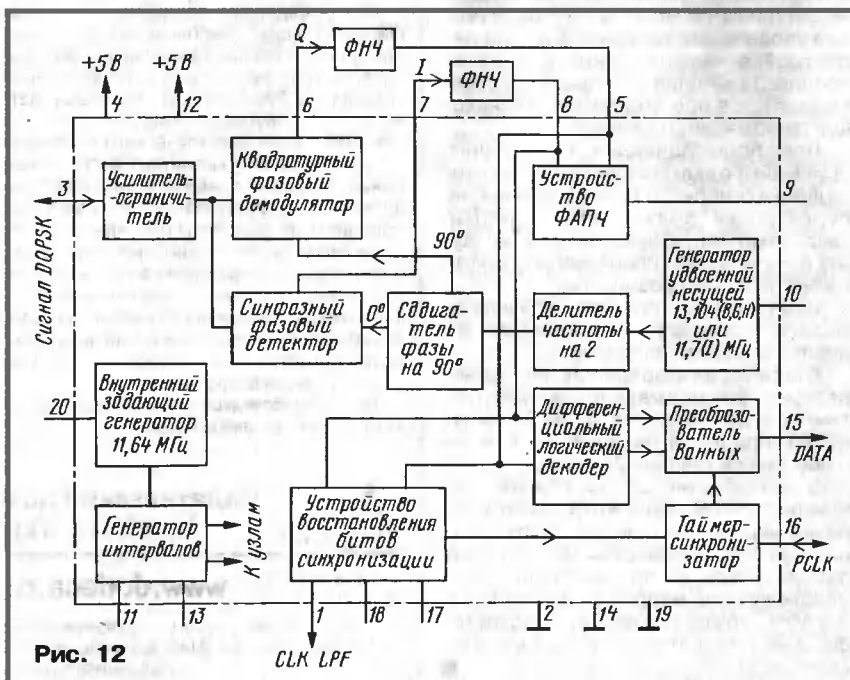 +5 В
+5 В
Q
ФНЧ
I
ФНЧ
4
12
6
7
8
5
3
Усилитель
-ограничи-
тель
Квадратурный
фазовый
демодулятор
Устройство
ФАПЧ
9
Сигнал DQPSK
90°
Синфазный
фазовый
детектор
0°
Сдвига-
тель
фазы
на 90°
Делитель
частоты
на 2
Генератор
удвоенной
несущей
13,104(B,G,H)
или
11,7(I) МГц
10
20
Внутренний
задающий
генератор
11,64 МГц
Дифферен-
циальный
логический
декодер
Преобразо-
ватель
данных
15
DATA
Генератор
интервалов
К узлам
Устройство
восстановления
битов
синхронизации
Таймер-
синхрони-
затор
16
PCLK
11
13
1
18
17
2
14
19
CLK LPF
Рис. 12